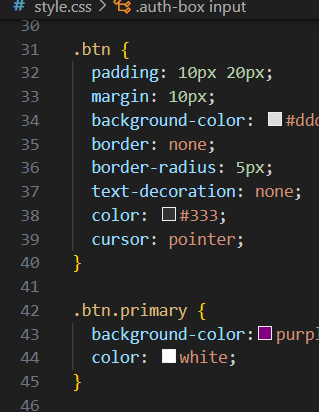 # style.css > .auth-box input
30
31 .btn {
32 padding: 10px 20px;
33 margin: 10px;
34 background-color: #ddd
35 border: none;
36 border-radius: 5px;
37 text-decoration: none;
38 color: #333;
39 cursor: pointer;
40 }
41
42 .btn.primary {
43 background-color: purpl
44 color: white;
45 }
46